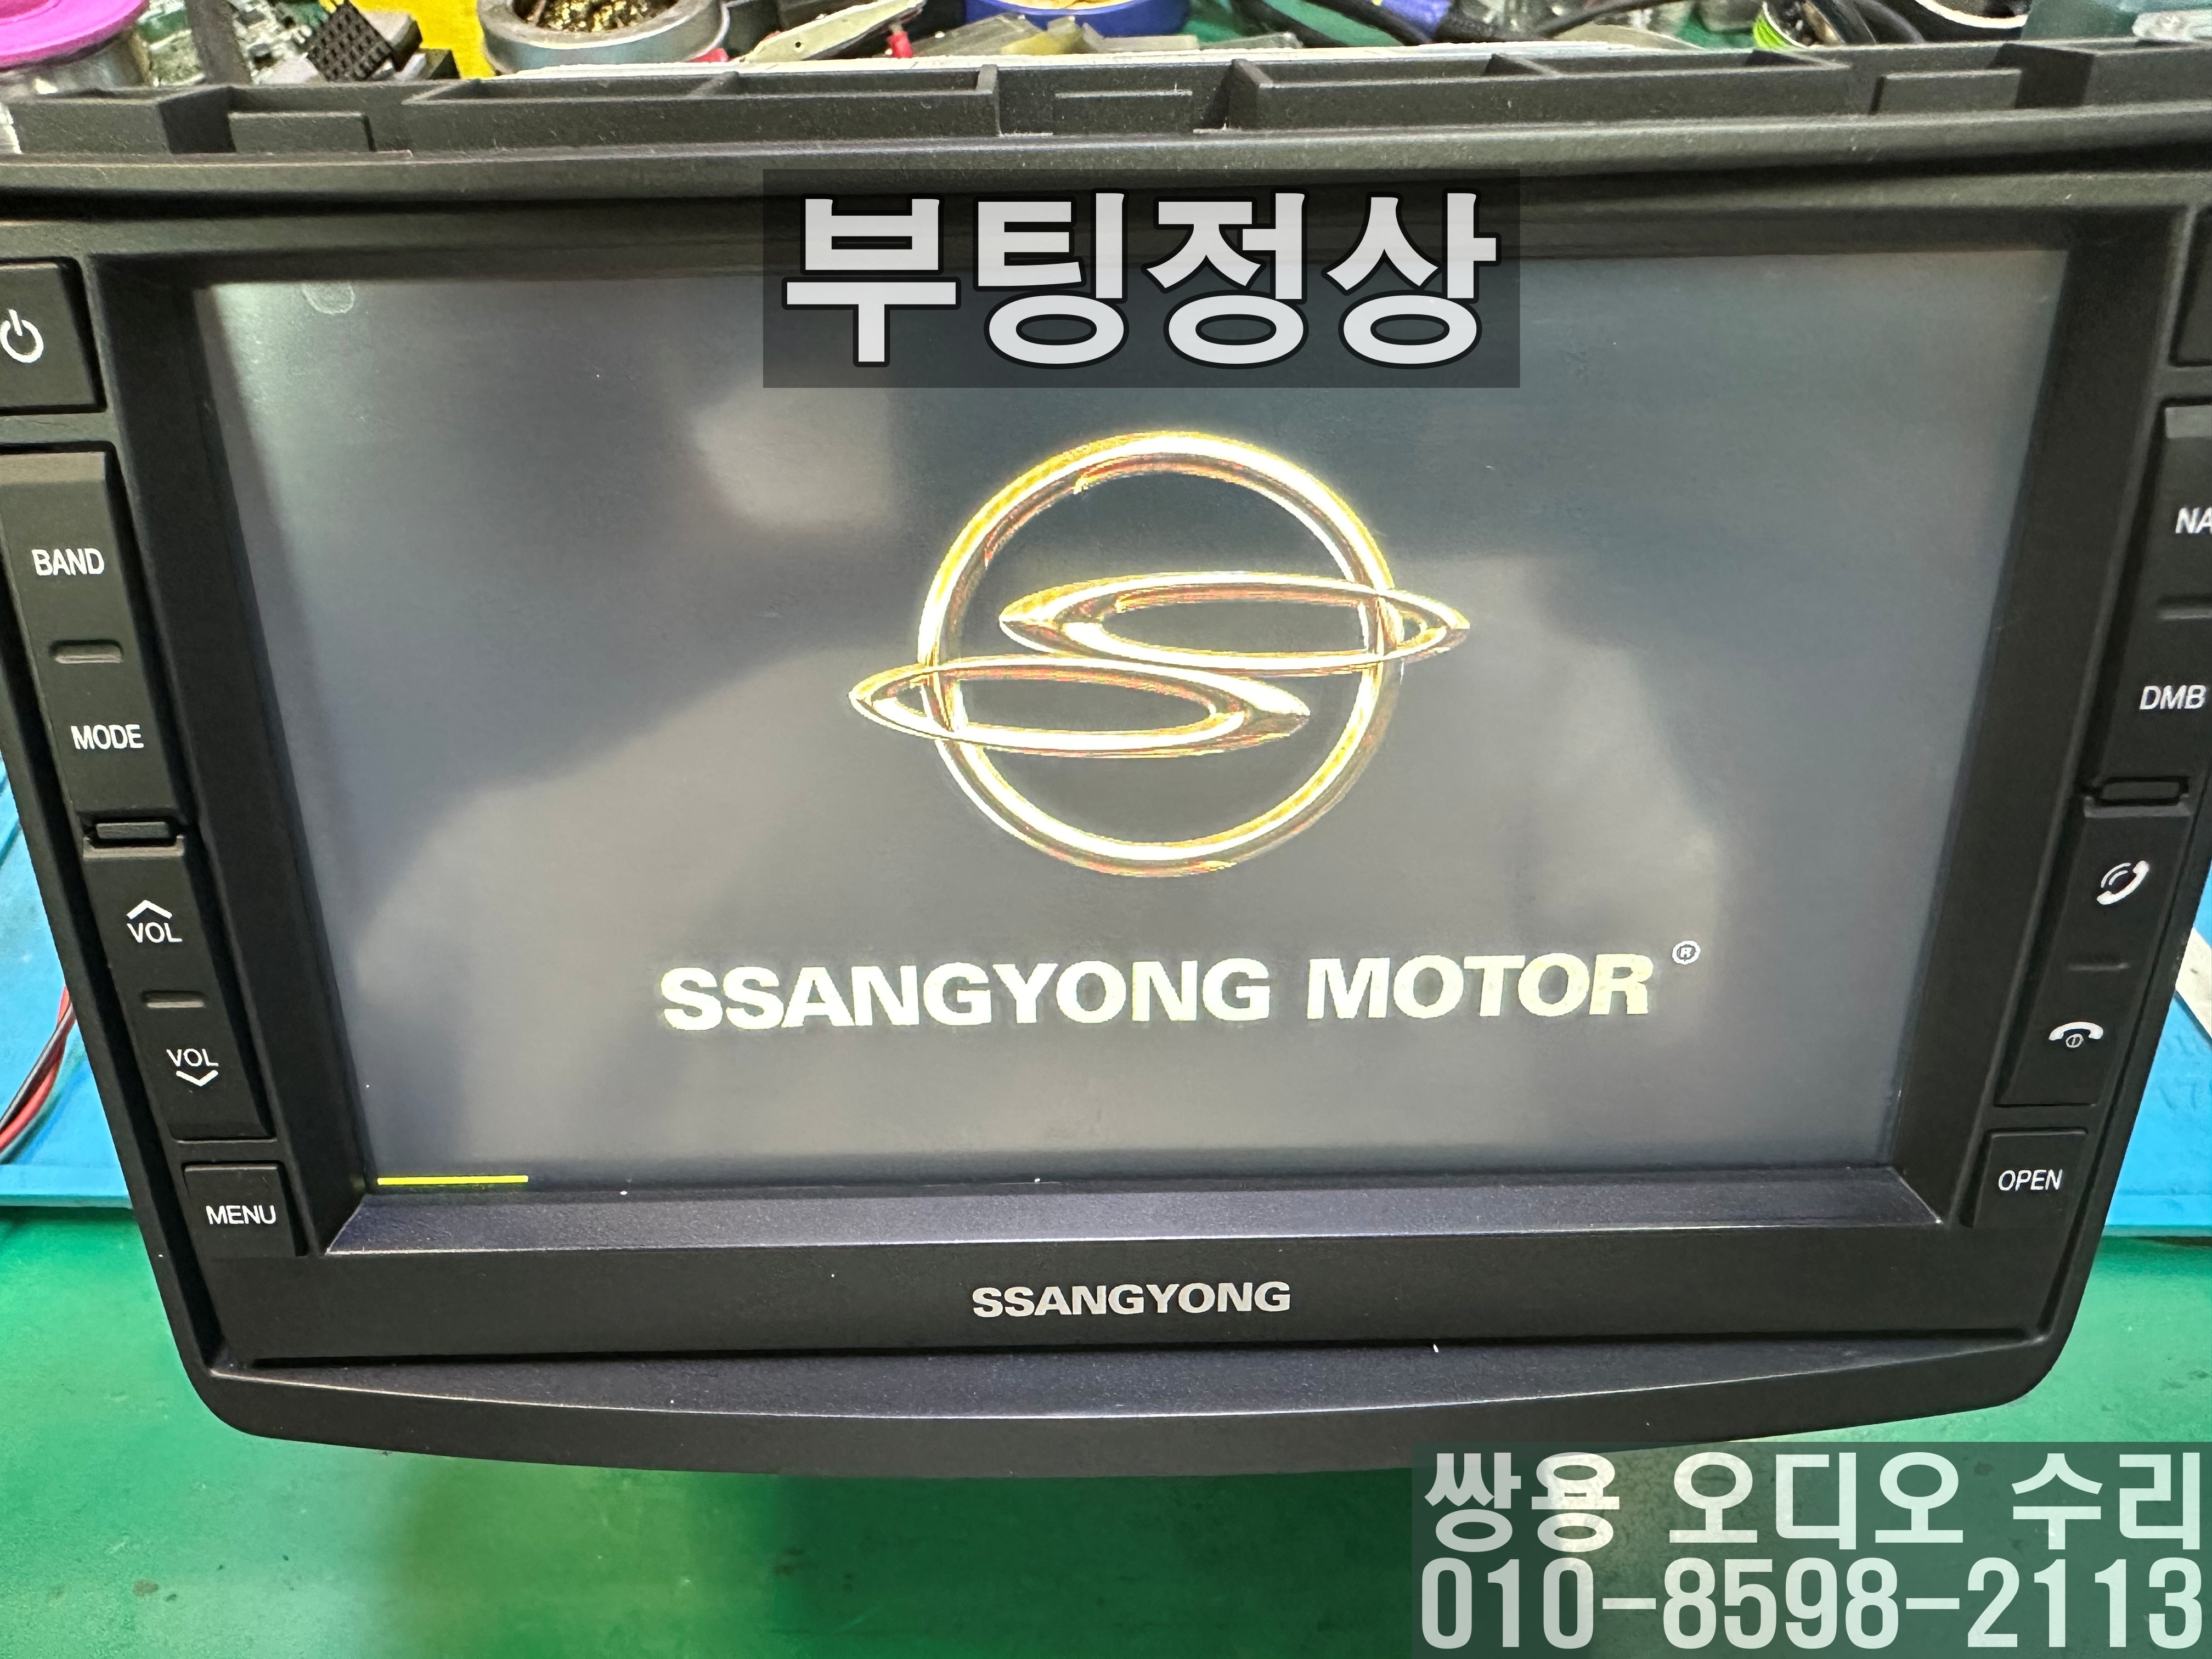 부팅정상
BAND
MODE
VOL
VOL
MENU
DMB
OPEN
SSANGYONG MOTOR®
SSANGYONG
쌍용 오디오 수리
010-8598-2113